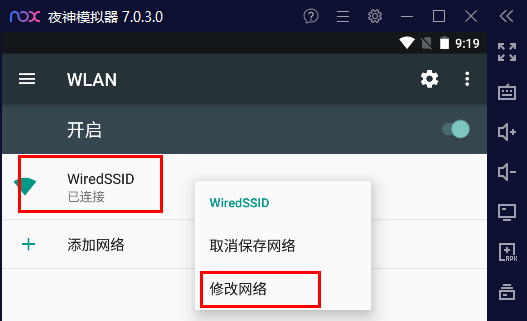 nox 夜神模拟器 7.0.3.0
9:19
WLAN
开启
WiredSSID
已连接
WiredSSID
取消保存网络
添加网络
修改网络
APK